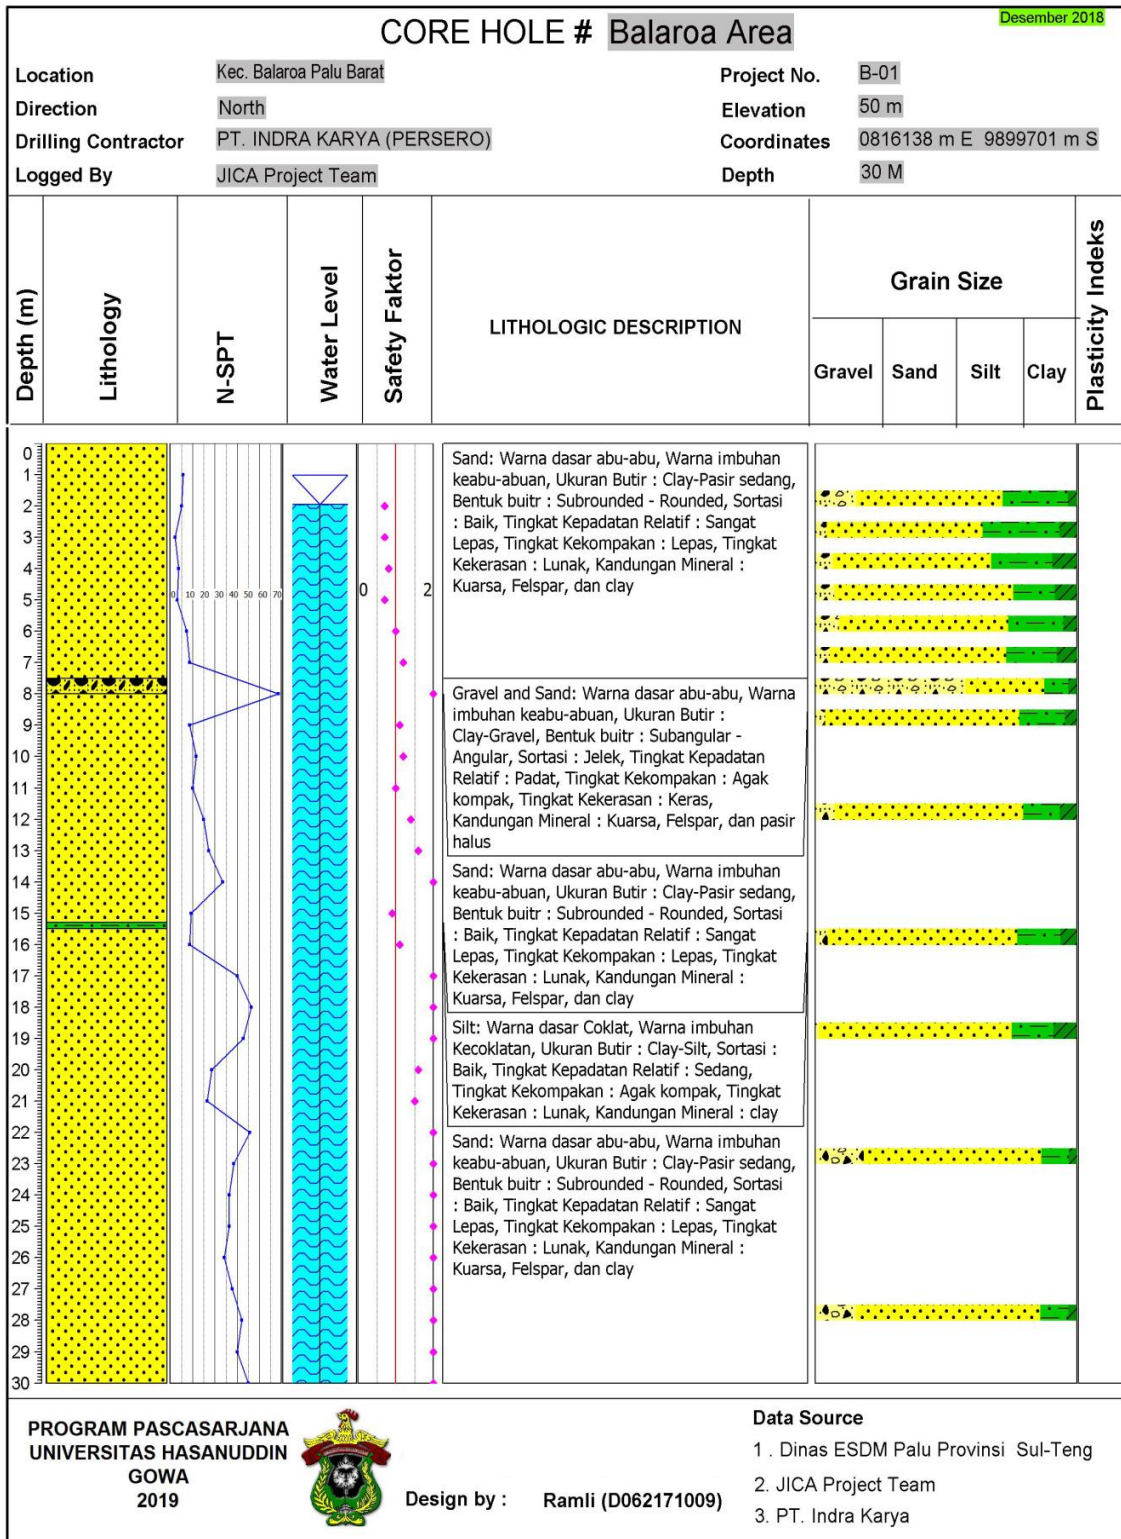 Desember 2018
CORE HOLE # Balaroa Area
Location Kec. Balaroa Palu Barat
Project No. B-01
Direction North
Elevation 50 m
Drilling Contractor PT. INDRA KARYA (PERSERO)
Coordinates 0816138 m E 9899701 m S
Logged By JICA Project Team
Depth 30 M
Depth (m)
Lithology
N-SPT
Water Level
Safety Faktor
LITHOLOGIC DESCRIPTION
Grain Size
Gravel Sand Silt Clay
Plasticity Indeks
0
1
2
3
4
5
6
7
8
9
10
11
12
13
14
15
16
17
18
19
20
21
22
23
24
25
26
27
28
29
30
0 10 20 30 40 50 60 70
0 2
Sand: Warna dasar abu-abu, Warna imbuhan
keabu-abuan, Ukuran Butir : Clay-Pasir sedang,
Bentuk buitr : Subrounded - Rounded, Sortasi
: Baik, Tingkat Kepadatan Relatif : Sangat
Lepas, Tingkat Kekompakan : Lepas, Tingkat
Kekerasan : Lunak, Kandungan Mineral :
Kuarsa, Felspar, dan clay
Gravel and Sand: Warna dasar abu-abu, Warna
imbuhan keabu-abuan, Ukuran Butir :
Clay-Gravel, Bentuk buitr : Subangular -
Angular, Sortasi : Jelek, Tingkat Kepadatan
Relatif : Padat, Tingkat Kekompakan : Agak
kompak, Tingkat Kekerasan : Keras,
Kandungan Mineral : Kuarsa, Felspar, dan pasir
halus
Sand: Warna dasar abu-abu, Warna imbuhan
keabu-abuan, Ukuran Butir : Clay-Pasir sedang,
Bentuk buitr : Subrounded - Rounded, Sortasi
: Baik, Tingkat Kepadatan Relatif : Sangat
Lepas, Tingkat Kekompakan : Lepas, Tingkat
Kekerasan : Lunak, Kandungan Mineral :
Kuarsa, Felspar, dan clay
Silt: Warna dasar Coklat, Warna imbuhan
Kecoklatan, Ukuran Butir : Clay-Silt, Sortasi :
Baik, Tingkat Kepadatan Relatif : Sedang,
Tingkat Kekompakan : Agak kompak, Tingkat
Kekerasan : Lunak, Kandungan Mineral : clay
Sand: Warna dasar abu-abu, Warna imbuhan
keabu-abuan, Ukuran Butir : Clay-Pasir sedang,
Bentuk buitr : Subrounded - Rounded, Sortasi
: Baik, Tingkat Kepadatan Relatif : Sangat
Lepas, Tingkat Kekompakan : Lepas, Tingkat
Kekerasan : Lunak, Kandungan Mineral :
Kuarsa, Felspar, dan clay
PROGRAM PASCASARJANA
UNIVERSITAS HASANUDDIN
GOWA
2019
Design by : Ramli (D062171009)
Data Source
1 . Dinas ESDM Palu Provinsi Sul-Teng
2. JICA Project Team
3. PT. Indra Karya